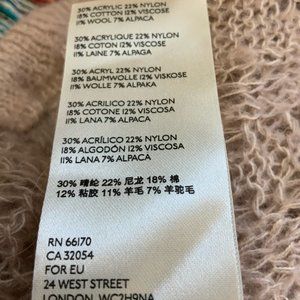 30% ACRYLIC 22% NYLON
18% COTTON 12% VISCOSE
11% WOOL 7% ALPACA
30% ACRYLIQUE 22% NYLON
18% COTON 12% VISCOSE
11% LAINE 7% ALPAGA
30% ACRYL 22% NYLON
18% BAUMWOLLE 12% VISKOSE
11% WOLLE 7% ALPAKA
30% ACRILICO 22% NYLON
18% COTONE 12% VISCOSA
11% LANA 7% ALPACA
30% ACRÍLICO 22% NYLON
18% ALGODÓN 12% VISCOSA
11% LANA 7% ALPACA
30% 晴纶 22% 尼龙 18% 棉
12% 粘胶 11% 羊毛 7% 羊驼毛
RN 66170
CA 32054
FOR EU
24 WEST STREET
LONDON, WC2H9NA